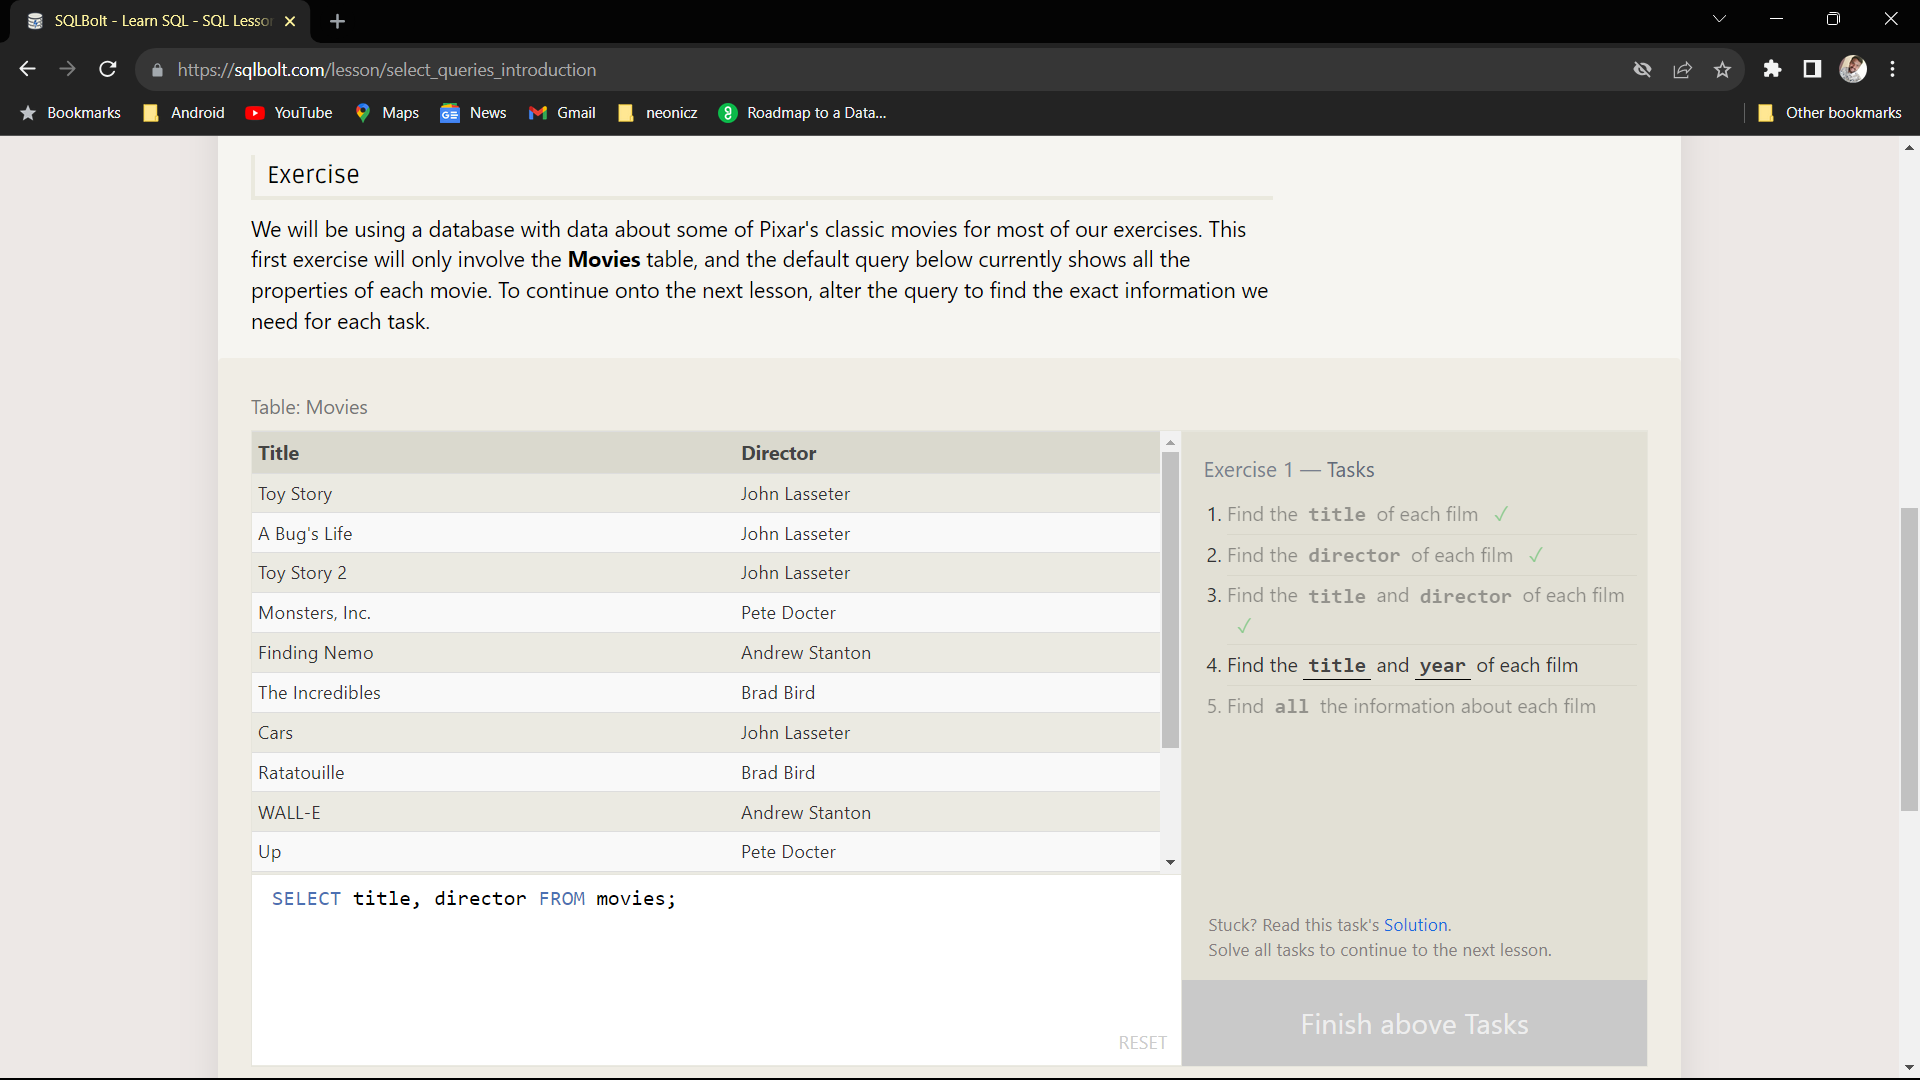 SQLBolt - Learn SQL - SQL Lesson
https://sqlbolt.com/lesson/select_queries_introduction
Bookmarks Android YouTube Maps News Gmail neonicz Roadmap to a Data... Other bookmarks
Exercise
We will be using a database with data about some of Pixar's classic movies for most of our exercises. This
first exercise will only involve the Movies table, and the default query below currently shows all the
properties of each movie. To continue onto the next lesson, alter the query to find the exact information we
need for each task.
Table: Movies
Title Director
Toy Story John Lasseter
A Bug's Life John Lasseter
Toy Story 2 John Lasseter
Monsters, Inc. Pete Docter
Finding Nemo Andrew Stanton
The Incredibles Brad Bird
Cars John Lasseter
Ratatouille Brad Bird
WALL-E Andrew Stanton
Up Pete Docter
SELECT title, director FROM movies;
RESET
Exercise 1 — Tasks
1. Find the title of each film ✓
2. Find the director of each film ✓
3. Find the title and director of each film
✓
4. Find the title and year of each film
5. Find all the information about each film
Stuck? Read this task's Solution.
Solve all tasks to continue to the next lesson.
Finish above Tasks